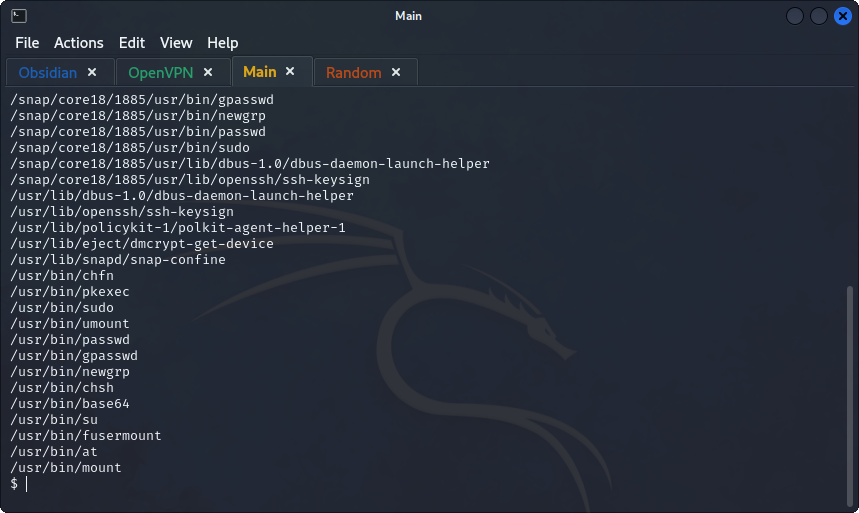 Main
File Actions Edit View Help
Obsidian × OpenVPN × Main × Random ×
/snap/core18/1885/usr/bin/gpasswd
/snap/core18/1885/usr/bin/newgrp
/snap/core18/1885/usr/bin/passwd
/snap/core18/1885/usr/bin/sudo
/snap/core18/1885/usr/lib/dbus-1.0/dbus-daemon-launch-helper
/snap/core18/1885/usr/lib/openssh/ssh-keysign
/usr/lib/dbus-1.0/dbus-daemon-launch-helper
/usr/lib/openssh/ssh-keysign
/usr/lib/policykit-1/polkit-agent-helper-1
/usr/lib/eject/dmcrypt-get-device
/usr/lib/snapd/snap-confine
/usr/bin/chfn
/usr/bin/pkexec
/usr/bin/sudo
/usr/bin/umount
/usr/bin/passwd
/usr/bin/gpasswd
/usr/bin/newgrp
/usr/bin/chsh
/usr/bin/base64
/usr/bin/su
/usr/bin/fusermount
/usr/bin/at
/usr/bin/mount
$